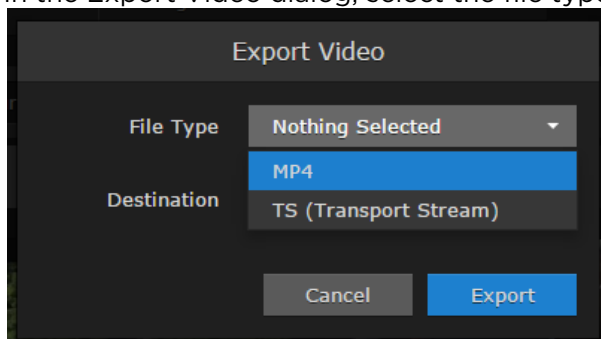 in the Export Video dialog, select the file type
Export Video
File Type
Nothing Selected
MP4
Destination
TS (Transport Stream)
Cancel
Export